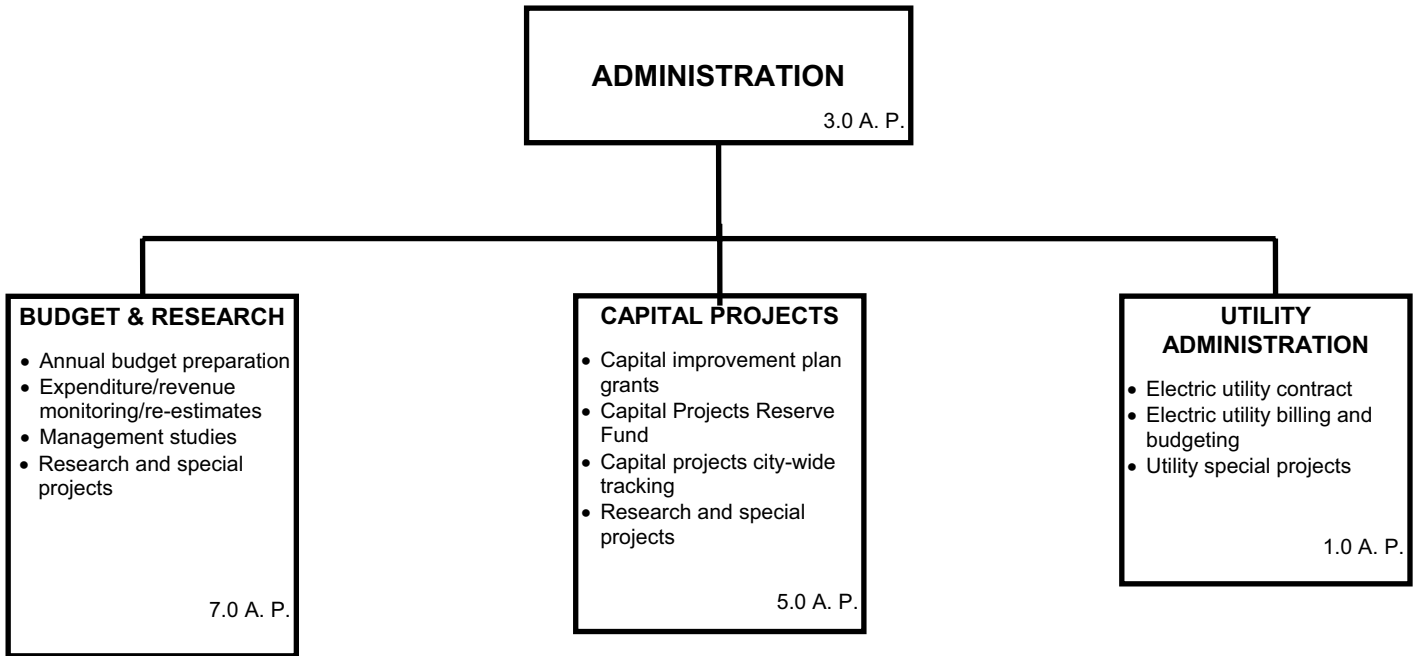 ADMINISTRATION
3.0 A. P.
BUDGET & RESEARCH
• Annual budget preparation
• Expenditure/revenue
monitoring/re-estimates
• Management studies
• Research and special
projects
7.0 A. P.
CAPITAL PROJECTS
• Capital improvement plan
grants
• Capital Projects Reserve
Fund
• Capital projects city-wide
tracking
• Research and special
projects
5.0 A. P.
UTILITY
ADMINISTRATION
• Electric utility contract
• Electric utility billing and
budgeting
• Utility special projects
1.0 A. P.